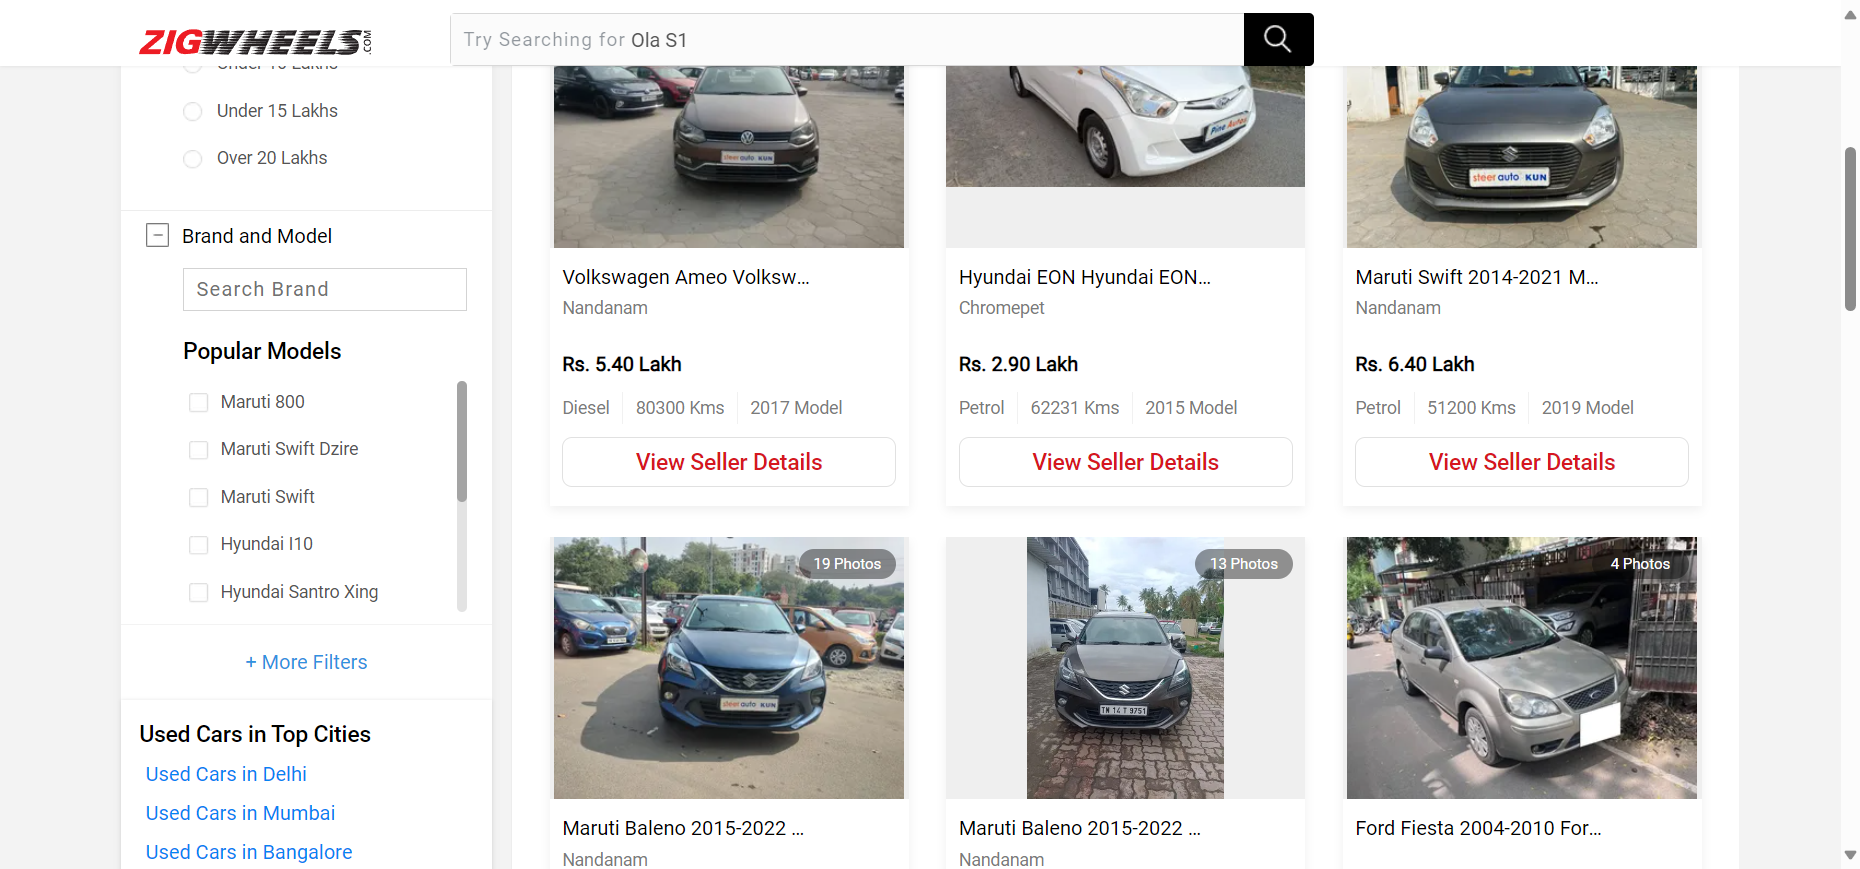 ZIGWHEELS.COM
Try Searching for Ola S1
Under 15 Lakhs
Over 20 Lakhs
Brand and Model
Search Brand
Popular Models
Maruti 800
Maruti Swift Dzire
Maruti Swift
Hyundai I10
Hyundai Santro Xing
+ More Filters
Used Cars in Top Cities
Used Cars in Delhi
Used Cars in Mumbai
Used Cars in Bangalore
steer auto KUN
Pine Autos
steer auto KUN
Volkswagen Ameo Volksw...
Nandanam
Rs. 5.40 Lakh
Diesel 80300 Kms 2017 Model
View Seller Details
Hyundai EON Hyundai EON...
Chromepet
Rs. 2.90 Lakh
Petrol 62231 Kms 2015 Model
View Seller Details
Maruti Swift 2014-2021 M...
Nandanam
Rs. 6.40 Lakh
Petrol 51200 Kms 2019 Model
View Seller Details
19 Photos
steer auto KUN
Maruti Baleno 2015-2022 ...
Nandanam
13 Photos
TN 14 T 9751
Maruti Baleno 2015-2022 ...
Nandanam
4 Photos
Ford Fiesta 2004-2010 For...